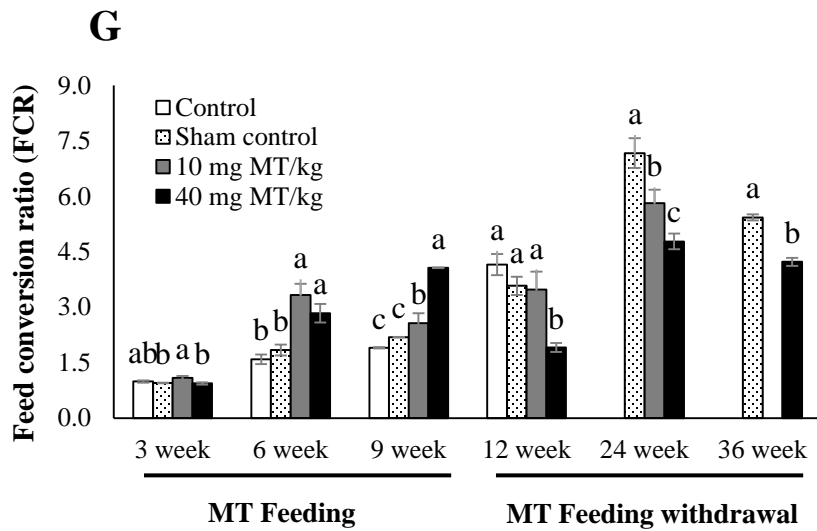 G
Feed conversion ratio (FCR)
9.0
7.5
6.0
4.5
3.0
1.5
0.0
Control
Sham control
10 mg MT/kg
40 mg MT/kg
ab b a b
b b a a
c c b a
a a a b
a b c
a b
3 week 6 week 9 week 12 week 24 week 36 week
MT Feeding MT Feeding withdrawal